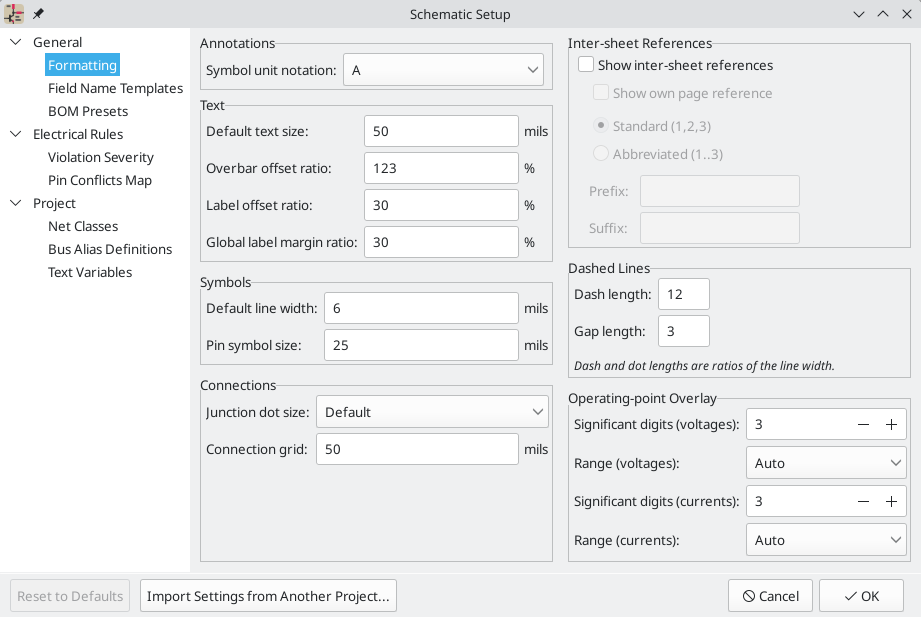 Schematic Setup
General
Formatting
Field Name Templates
BOM Presets
Electrical Rules
Violation Severity
Pin Conflicts Map
Project
Net Classes
Bus Alias Definitions
Text Variables
Annotations
Symbol unit notation: A
Text
Default text size: 50 mils
Overbar offset ratio: 123 %
Label offset ratio: 30 %
Global label margin ratio: 30 %
Symbols
Default line width: 6 mils
Pin symbol size: 25 mils
Connections
Junction dot size: Default
Connection grid: 50 mils
Inter-sheet References
Show inter-sheet references
Show own page reference
Standard (1,2,3)
Abbreviated (1..3)
Prefix:
Suffix:
Dashed Lines
Dash length: 12
Gap length: 3
Dash and dot lengths are ratios of the line width.
Operating-point Overlay
Significant digits (voltages): 3
Range (voltages): Auto
Significant digits (currents): 3
Range (currents): Auto
Reset to Defaults
Import Settings from Another Project...
Cancel
OK